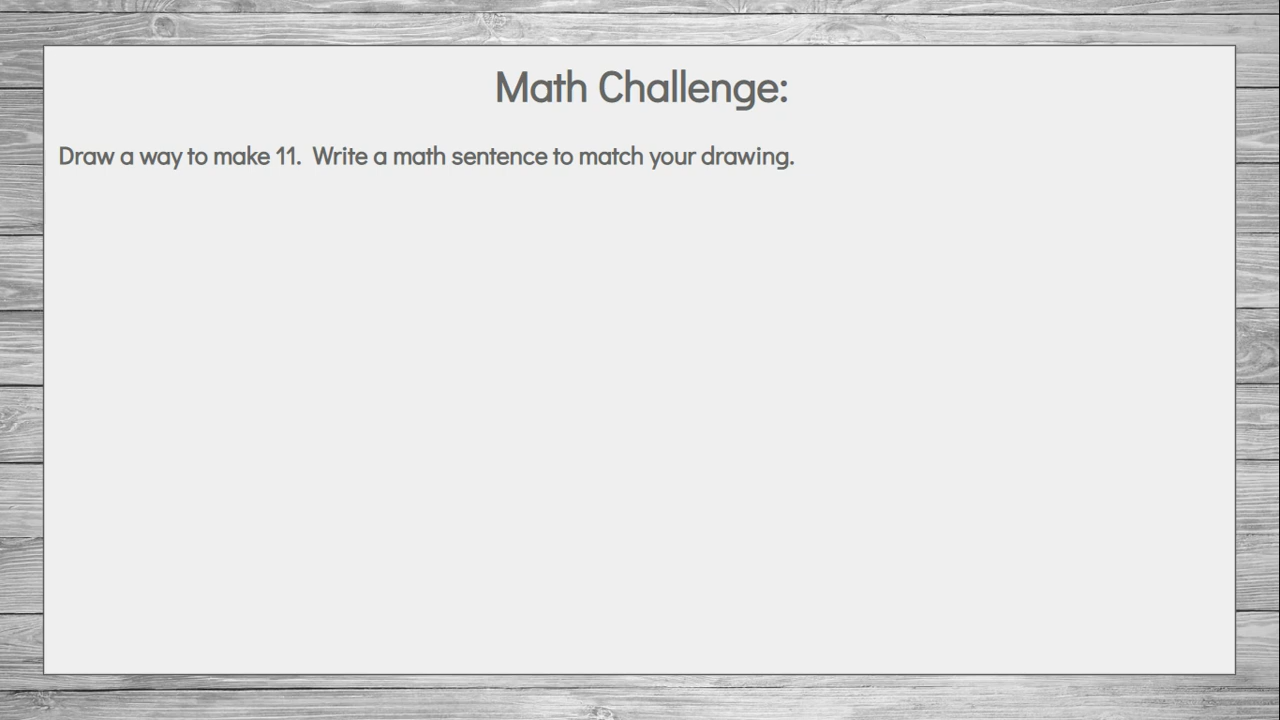 Math Challenge:
Draw a way to make 11.  Write a math sentence to match your drawing.